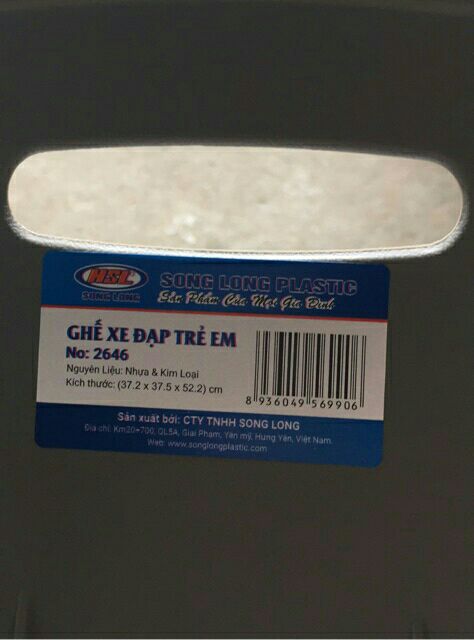 HSL
SONG LONG
SONG LONG PLASTIC
Sản Phẩm Của Mọi Gia Đình
GHẾ XE ĐẠP TRẺ EM
No: 2646
Nguyên Liệu: Nhựa & Kim Loại
Kích thước: (37.2 x 37.5 x 52.2) cm
8 936049 569906
Sản xuất bởi: CTY TNHH SONG LONG
Địa chỉ: Km20+700, QL5A, Giai Phạm, Yên mỹ, Hưng Yên, Việt Nam.
Web: www.songlongplastic.com